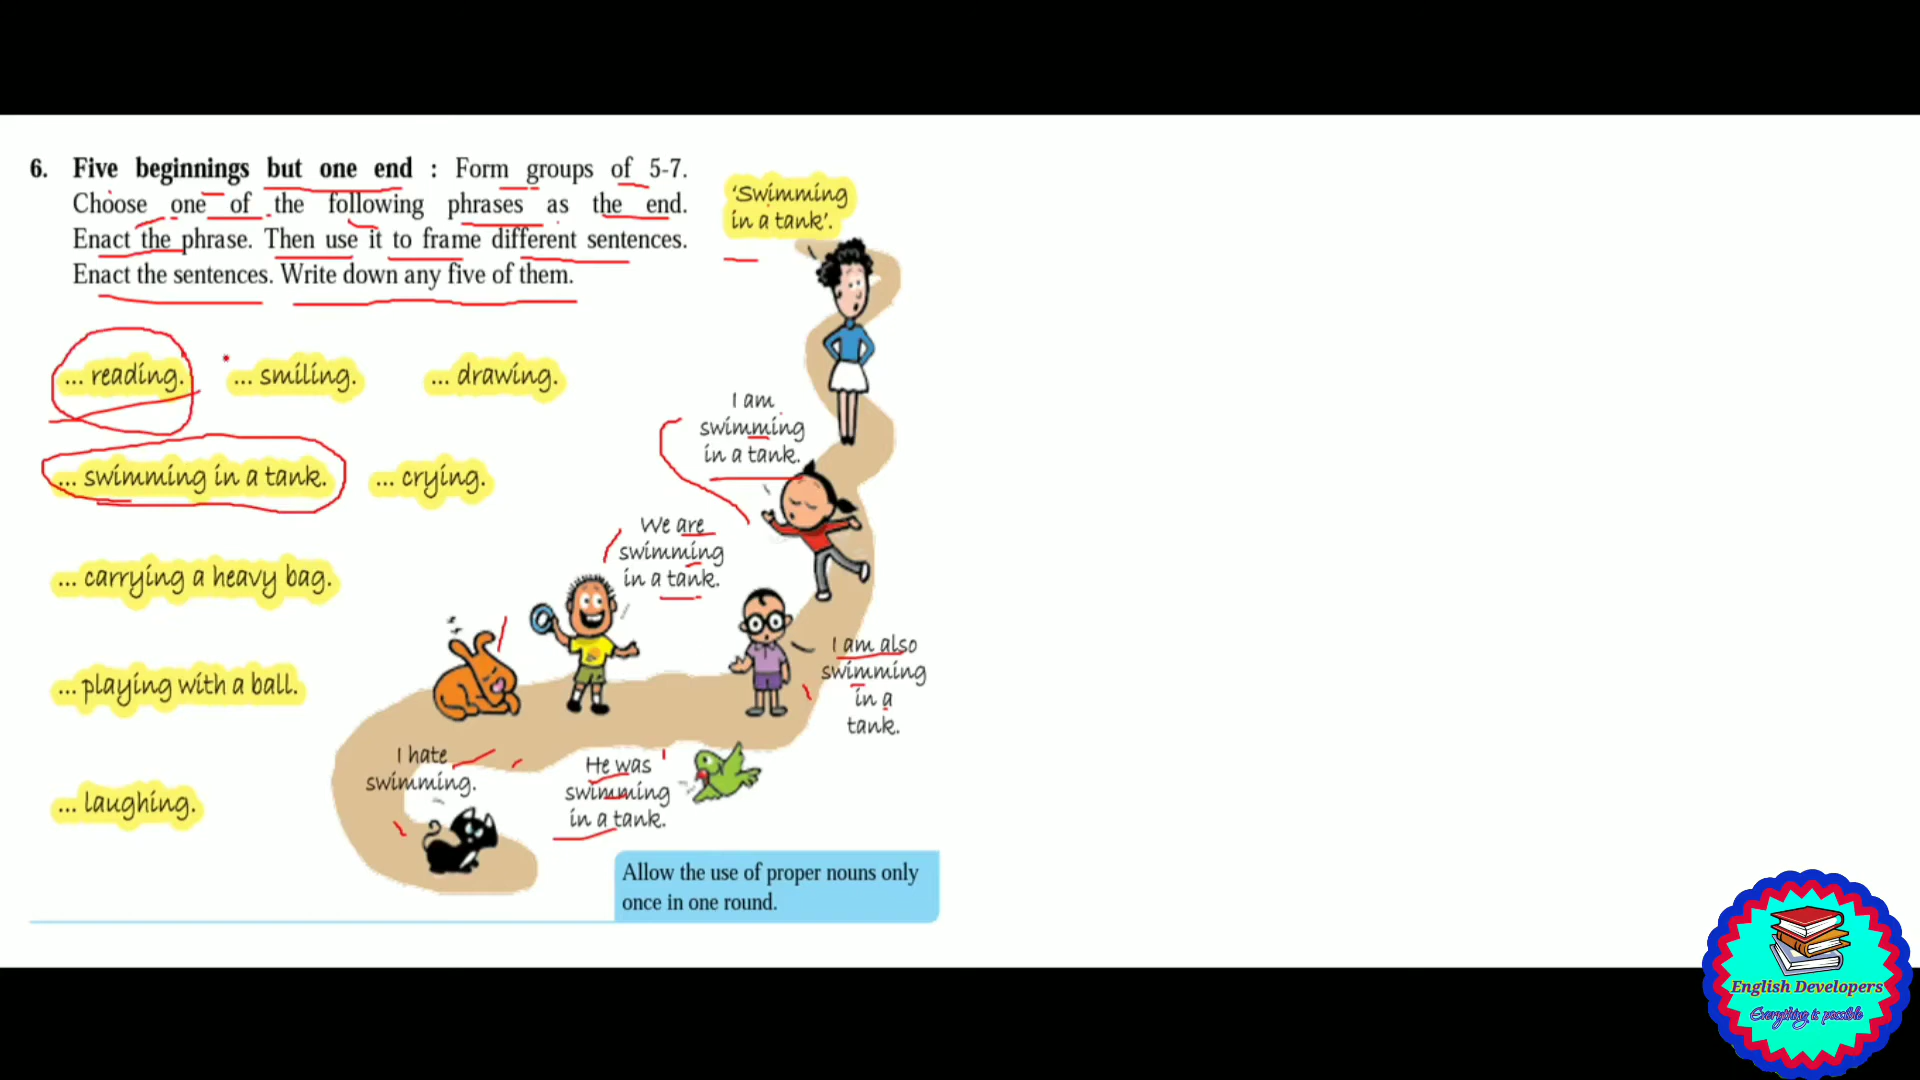 6. Five beginnings but one end : Form groups of 5-7.
Choose one of the following phrases as the end.
Enact the phrase. Then use it to frame different sentences.
Enact the sentences. Write down any five of them.
'Swimming
in a tank'.
... reading.
... smiling.
... drawing.
... swimming in a tank.
... crying.
... carrying a heavy bag.
... playing with a ball.
... laughing.
I am
swimming
in a tank.
We are
swimming
in a tank.
I am also
swimming
in a
tank.
He was
swimming
in a tank.
I hate
swimming.
Allow the use of proper nouns only
once in one round.
English Developers
Everything is possible